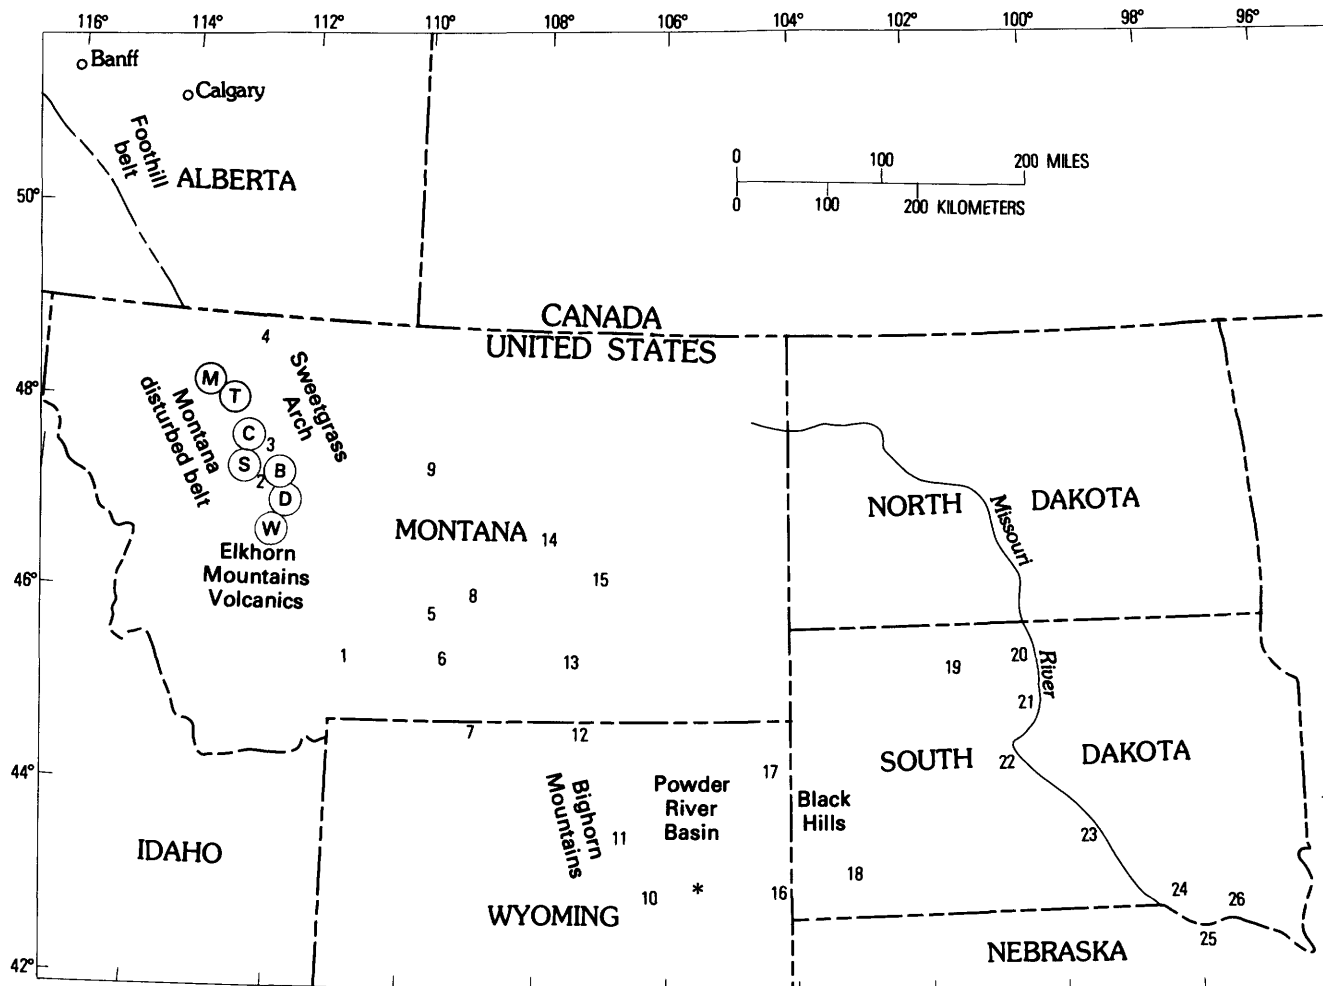 116° 114° 112° 110° 108° 106° 104° 102° 100° 98° 96°
Banff
Calgary
Foothill
belt
ALBERTA
0 100 200 MILES
0 100 200 KILOMETERS
50°
CANADA
UNITED STATES
4
48°
M
T
Sweetgrass
Arch
Montana
disturbed belt
C
3
S
B
2
D
W
9
MONTANA
14
NORTH DAKOTA
Missouri
River
Elkhorn
Mountains
Volcanics
46°
15
8
5
1
6
13
19
20
21
7
12
SOUTH DAKOTA
22
44°
17
Bighorn
Mountains
Powder
River
Basin
Black
Hills
11
23
IDAHO
10
*
16
18
24
26
WYOMING
25
NEBRASKA
42°